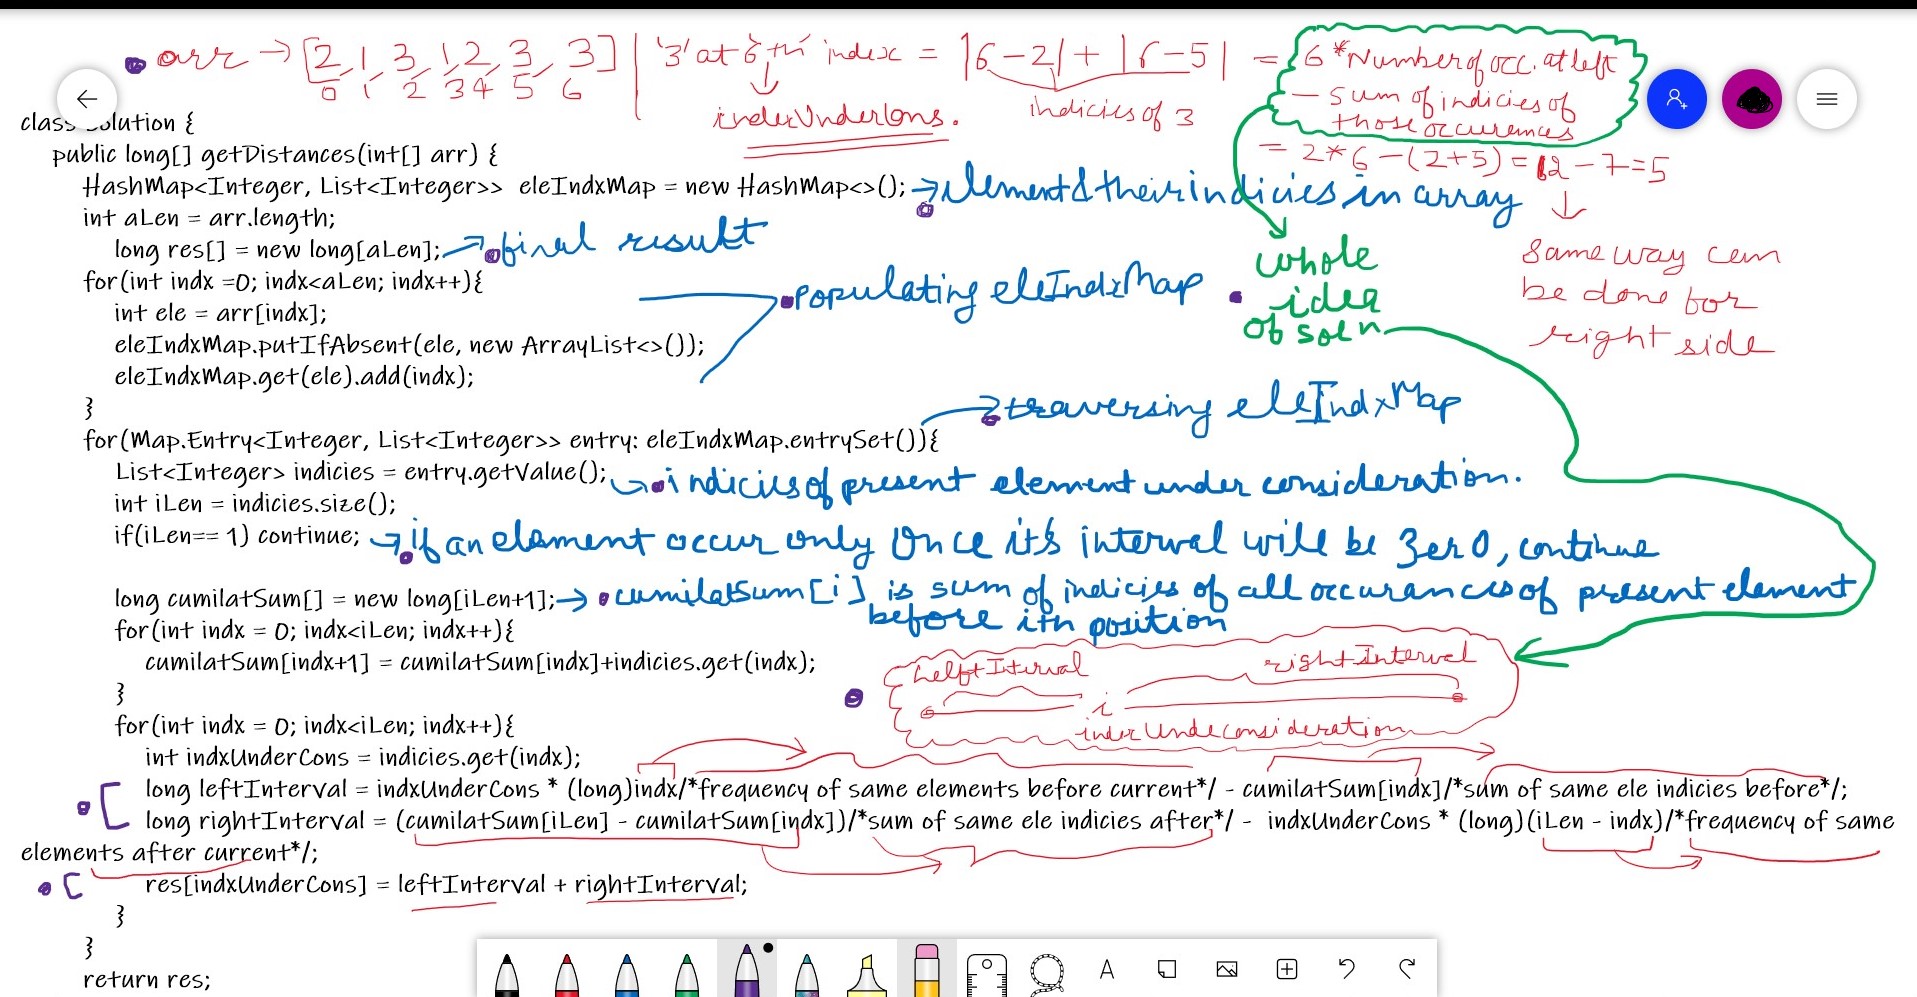 arr → [2, 1, 3, 1, 2, 3, 3] | '3' at 6th index = |6-2| + |6-5| = 6 * Number of occ. at left
0 1 2 3 4 5 6
indexUnderCons.
indicies of 3
- sum of indicies of
those occurences
= 2*6 - (2+5) = 12 - 7 = 5
same way can
be done for
right side
whole
idea
of soln
class Solution {
public long[] getDistances(int[] arr) {
HashMap<Integer, List<Integer>> eleIndxMap = new HashMap<>(); → element & their indicies in array
int aLen = arr.length;
long res[] = new long[aLen]; → final result
for(int indx =0; indx<aLen; indx++){
int ele = arr[indx];
eleIndxMap.putIfAbsent(ele, new ArrayList<>());
eleIndxMap.get(ele).add(indx);
populating eleIndxMap
}
for(Map.Entry<Integer, List<Integer>> entry: eleIndxMap.entrySet()){ → traversing eleIndxMap
List<Integer> indicies = entry.getValue(); → indicies of present element under consideration.
int iLen = indicies.size();
if(iLen== 1) continue; → if an element occur only Once it's interval will be zero, continue
long cumilatSum[] = new long[iLen+1]; → cumilatSum[i] is sum of indicies of all occurances of present element
before ith position
for(int indx = 0; indx<iLen; indx++){
cumilatSum[indx+1] = cumilatSum[indx]+indicies.get(indx);
}
rightInterval
i
for(int indx = 0; indx<iLen; indx++){
int indxUnderCons = indicies.get(indx);
long leftInterval = indxUnderCons * (long)indx/*frequency of same elements before current*/ - cumilatSum[indx]/*sum of same ele indicies before*/;
long rightInterval = (cumilatSum[iLen] - cumilatSum[indx])/*sum of same ele indicies after*/ - indxUnderCons * (long)(iLen - indx)/*frequency of same
elements after current*/;
res[indxUnderCons] = leftInterval + rightInterval;
}
}
return res;
A